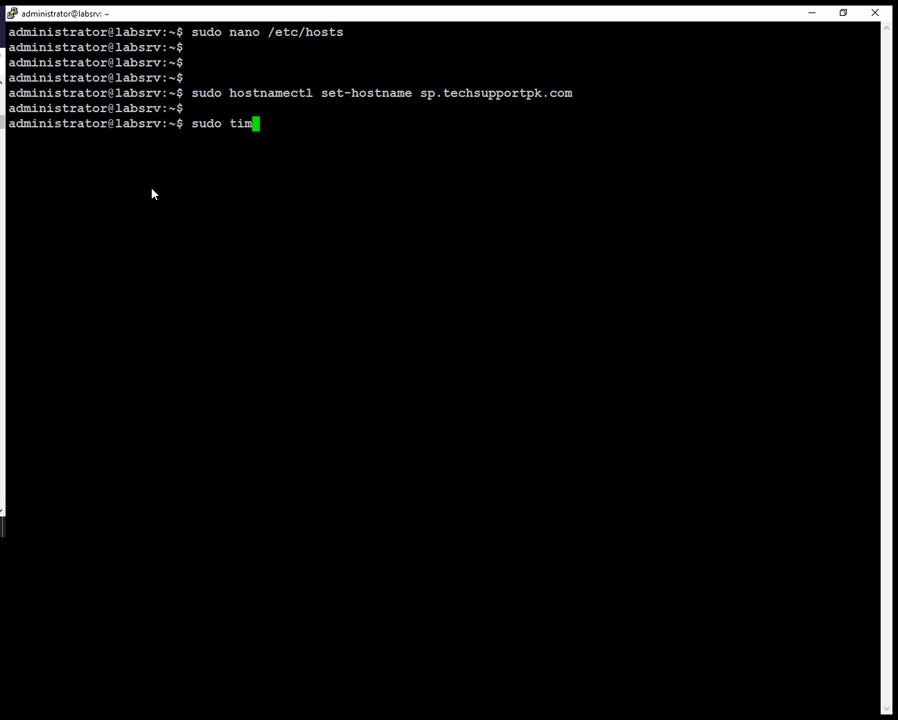 administrator@labsrv: ~
administrator@labsrv:~$ sudo nano /etc/hosts
administrator@labsrv:~$
administrator@labsrv:~$
administrator@labsrv:~$
administrator@labsrv:~$ sudo hostnamectl set-hostname sp.techsupportpk.com
administrator@labsrv:~$
administrator@labsrv:~$ sudo tim